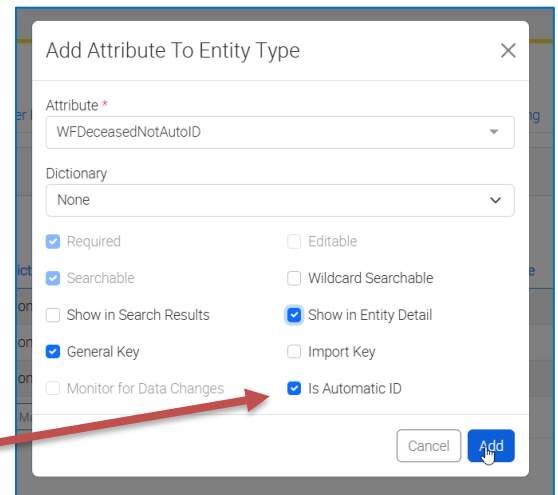 Add Attribute To Entity Type
Attribute *
WFDeceasedNotAutoID
Dictionary
None
Required
Editable
Searchable
Wildcard Searchable
Show in Search Results
Show in Entity Detail
General Key
Import Key
Monitor for Data Changes
Is Automatic ID
Cancel
Add